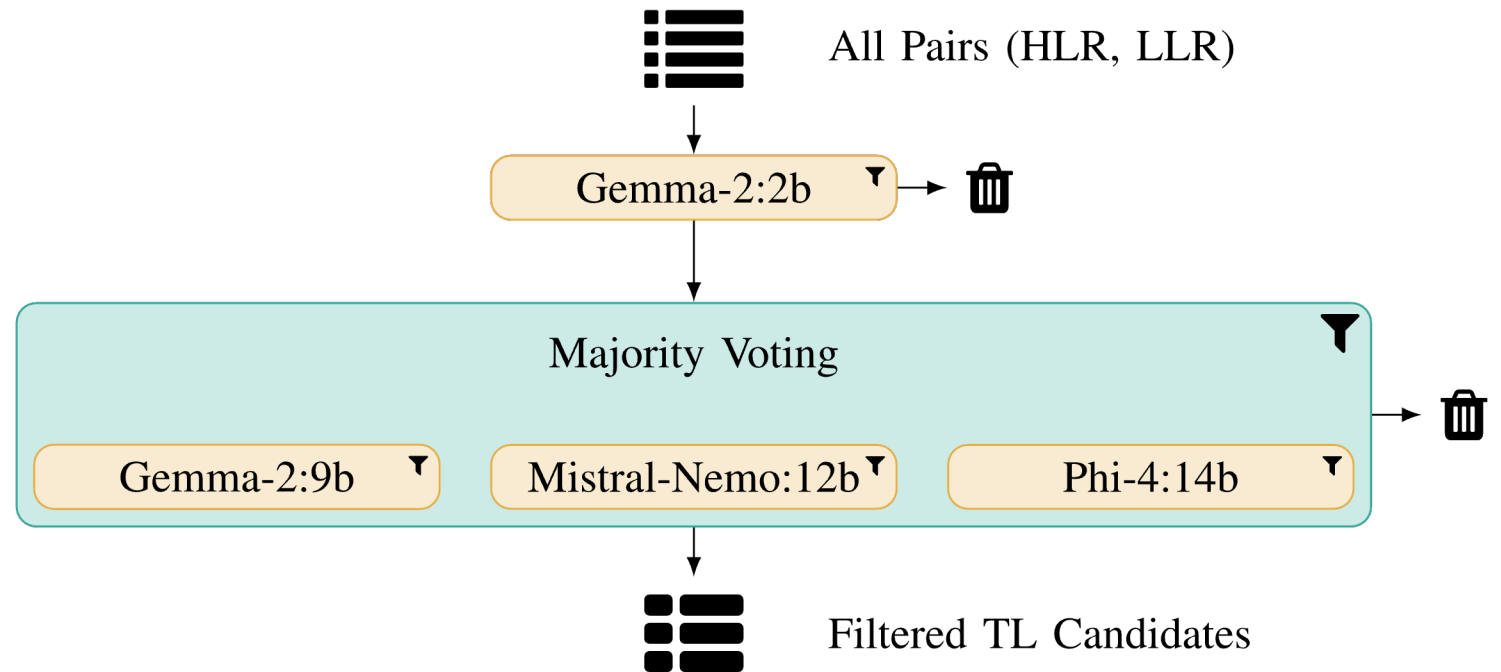 All Pairs (HLR, LLR)
Gemma-2:2b
Majority Voting
Gemma-2:9b
Mistral-Nemo:12b
Phi-4:14b
Filtered TL Candidates